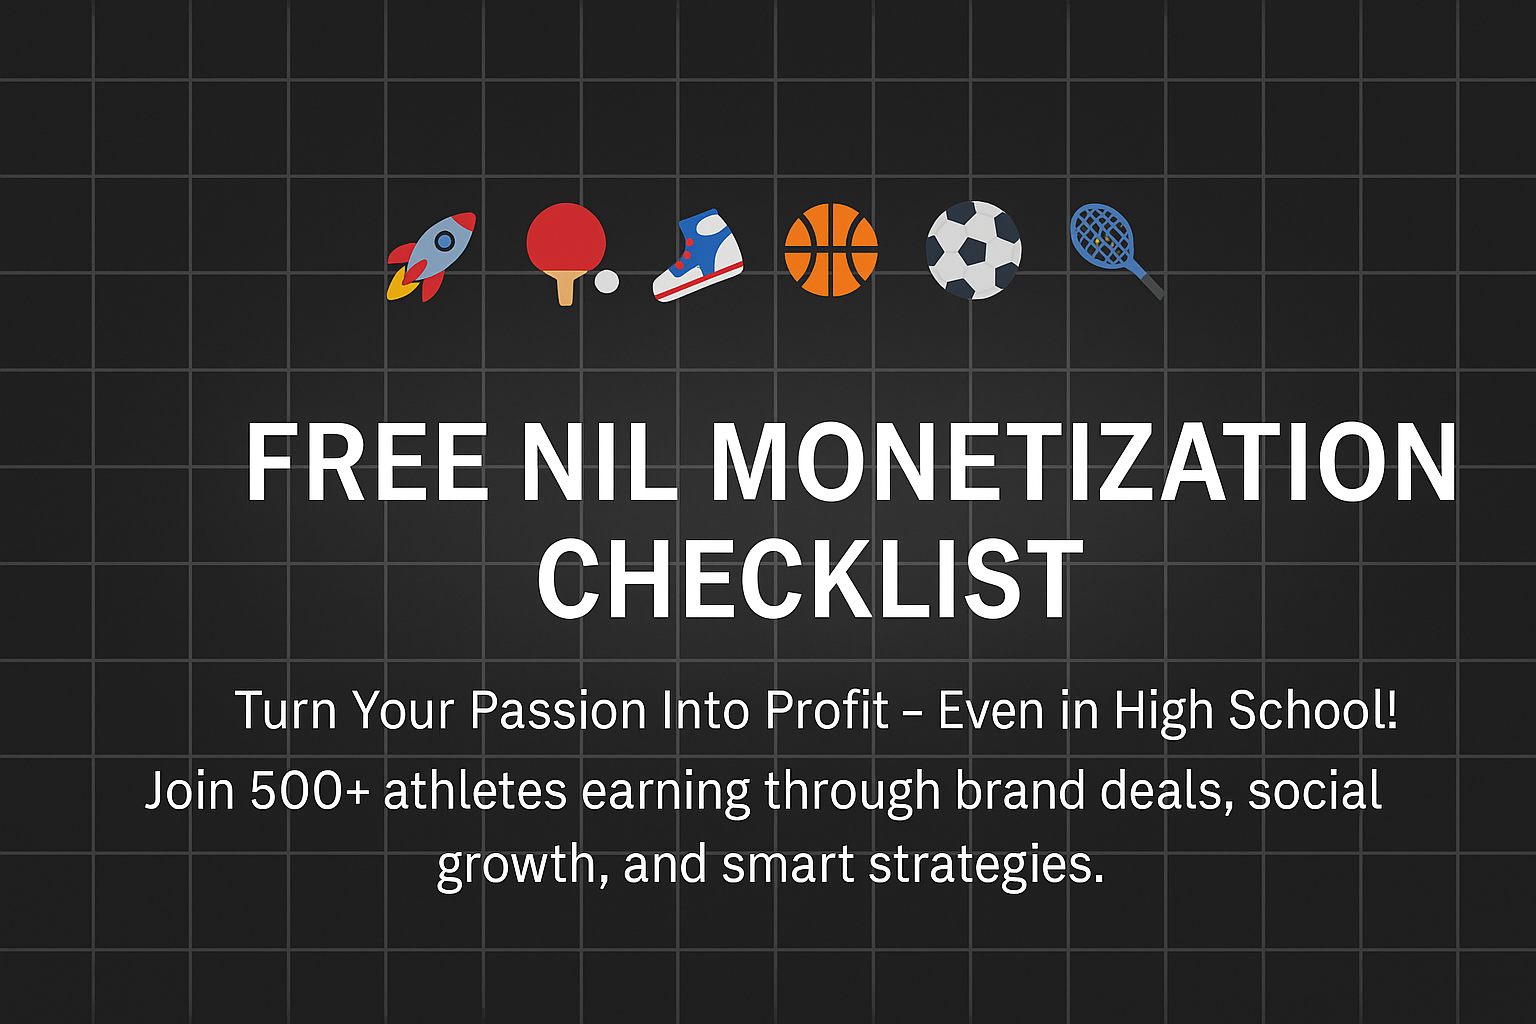 FREE NIL MONETIZATION
CHECKLIST
Turn Your Passion Into Profit – Even in High School!
Join 500+ athletes earning through brand deals, social
growth, and smart strategies.